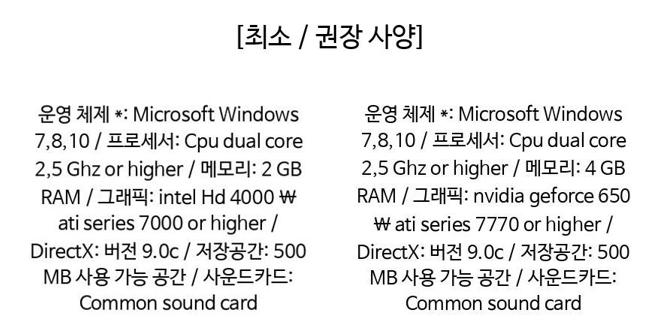 [최소 / 권장 사양]
운영 체제 *: Microsoft Windows
7,8,10 / 프로세서: Cpu dual core
2,5 Ghz or higher / 메모리: 2 GB
RAM / 그래픽: intel Hd 4000 ₩
ati series 7000 or higher /
DirectX: 버전 9.0c / 저장공간: 500
MB 사용 가능 공간 / 사운드카드:
Common sound card
운영 체제 *: Microsoft Windows
7,8,10 / 프로세서: Cpu dual core
2,5 Ghz or higher / 메모리: 4 GB
RAM / 그래픽: nvidia geforce 650
₩ ati series 7770 or higher /
DirectX: 버전 9.0c / 저장공간: 500
MB 사용 가능 공간 / 사운드카드:
Common sound card